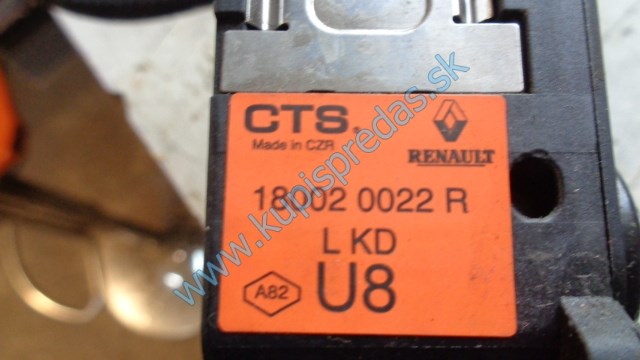 CTS.
Made in CZR
RENAULT
18002 0022 R
L KD
A82
U8
www.kupispredas.sk